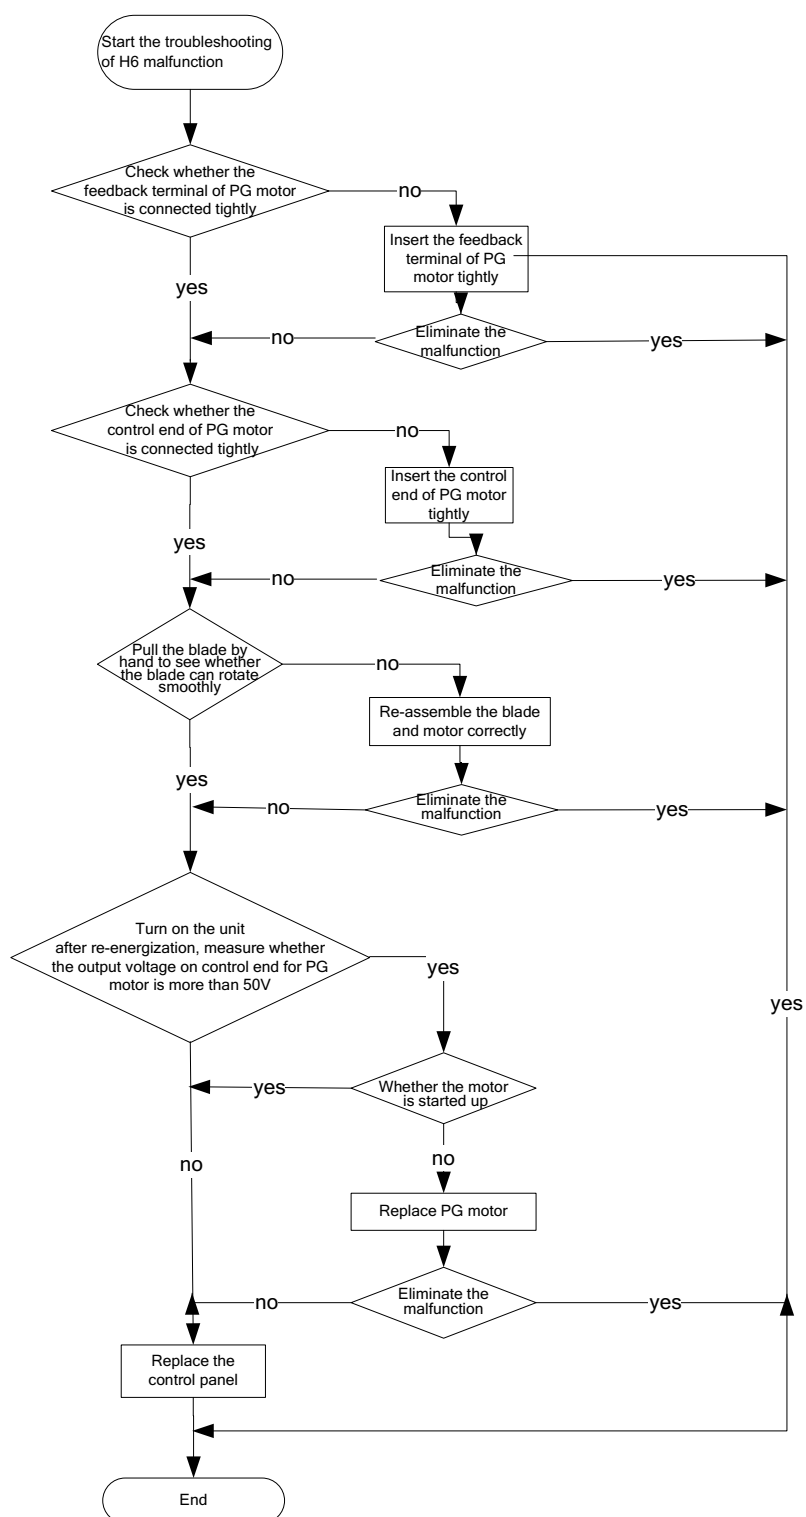 Start the troubleshooting
of H6 malfunction
Check whether the
feedback terminal of PG motor
is connected tightly
no
Insert the feedback
terminal of PG
motor tightly
yes
Eliminate the
malfunction
no
yes
Check whether the
control end of PG motor
is connected tightly
no
Insert the control
end of PG motor
tightly
yes
Eliminate the
malfunction
no
yes
Pull the blade by
hand to see whether
the blade can rotate
smoothly
no
Re-assemble the blade
and motor correctly
yes
Eliminate the
malfunction
no
yes
Turn on the unit
after re-energization, measure whether
the output voltage on control end for PG
motor is more than 50V
yes
yes
Whether the motor
is started up
yes
no
no
Replace PG motor
Eliminate the
malfunction
no
yes
Replace the
control panel
End